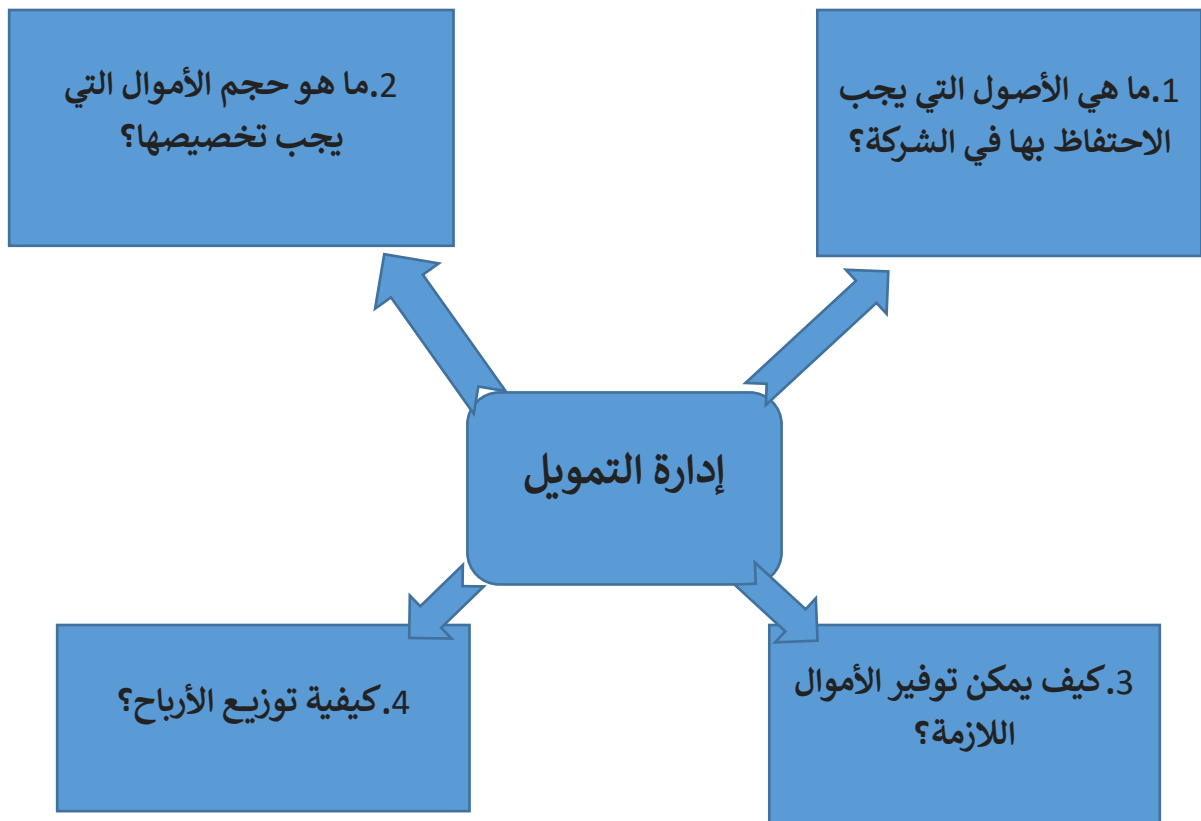 1.ما هي الأصول التي يجب
الاحتفاظ بها في الشركة؟
2.ما هو حجم الأموال التي
يجب تخصيصها؟
إدارة التمويل
3.كيف يمكن توفير الأموال
اللازمة؟
4.كيفية توزيع الأرباح؟